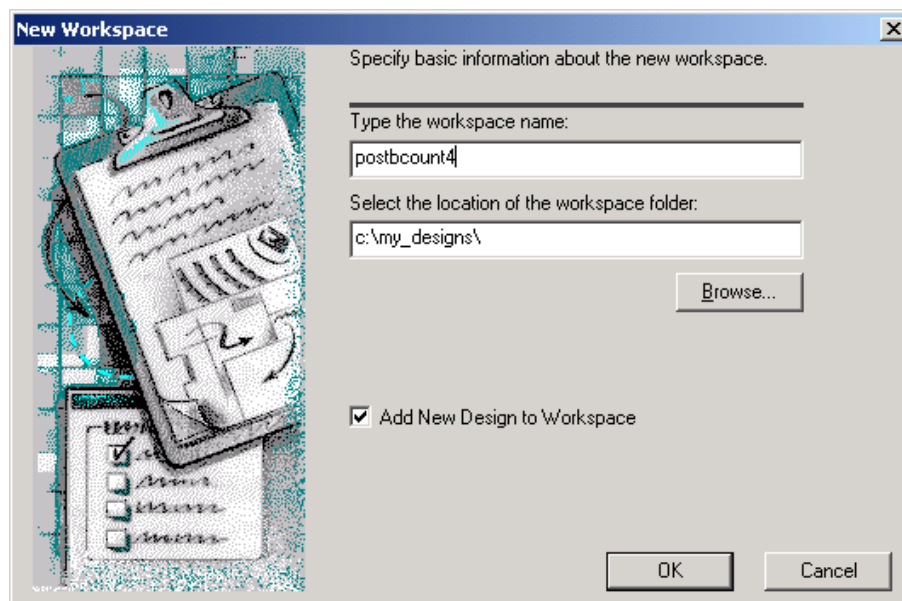 New Workspace
Specify basic information about the new workspace.
Type the workspace name:
postbcount4
Select the location of the workspace folder:
c:\my_designs\
Browse...
Add New Design to Workspace
OK
Cancel